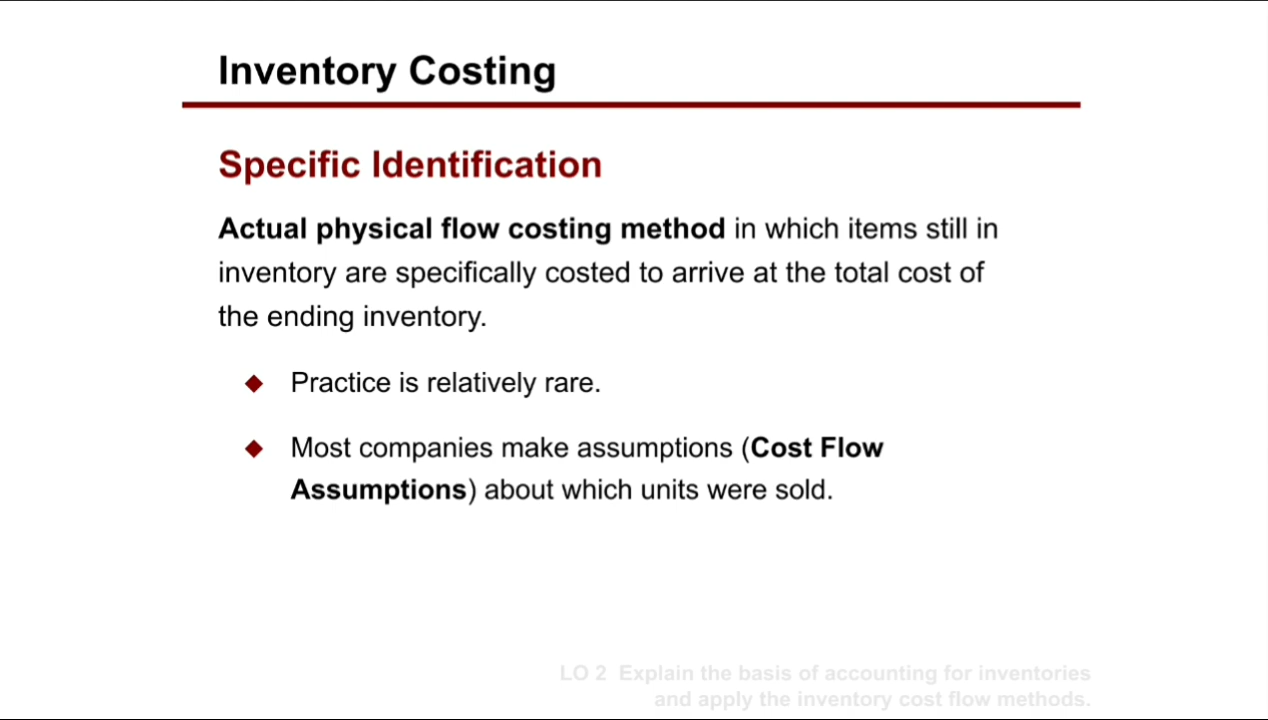 Inventory Costing
Specific Identification
Actual physical flow costing method in which items still in
inventory are specifically costed to arrive at the total cost of
the ending inventory.
Practice is relatively rare.
Most companies make assumptions (Cost Flow
Assumptions) about which units were sold.
LO 2 Explain the basis of accounting for inventories
and apply the inventory cost flow methods.